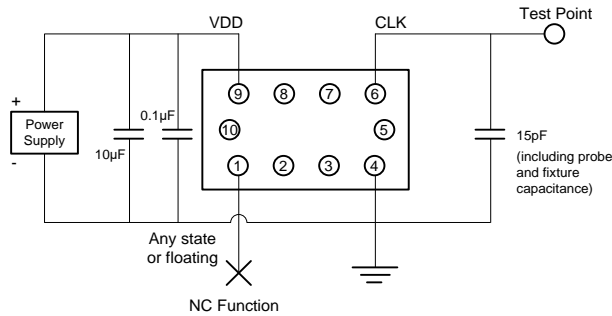 Test Point
VDD
CLK
9
8
7
6
+
Power
Supply
-
10µF
0.1µF
10
5
15pF
(including probe
and fixture
capacitance)
1
2
3
4
Any state
or floating
NC Function